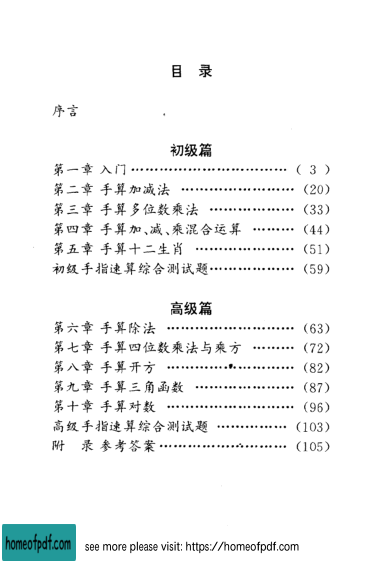 目 录
序言
初级篇
第一章 入门………………………………( 3 )
第二章 手算加减法 ……………………(20)
第三章 手算多位数乘法 ………………(33)
第四章 手算加、减、乘混合运算 ………(44)
第五章 手算十二生肖 …………………(51)
初级手指速算综合测试题………………(59)
高级篇
第六章 手算除法 ………………………(63)
第七章 手算四位数乘法与乘方 ………(72)
第八章 手算开方 ………………………(82)
第九章 手算三角函数 …………………(87)
第十章 手算对数 ………………………(96)
高级手指速算综合测试题 ……………(103)
附 录 参考答案………………………(105)
homeofpdf.com
see more please visit: https://homeofpdf.com